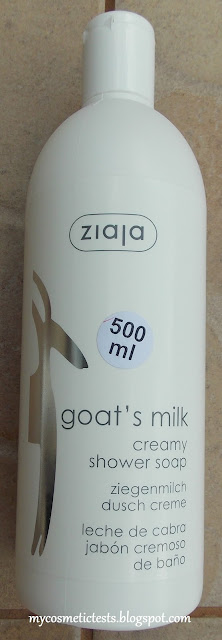 ziaja
500
ml
goat's milk
creamy
shower soap
ziegenmilch
dusch creme
leche de cabra
jabón cremoso
de baño
mycosmetictests.blogspot.com